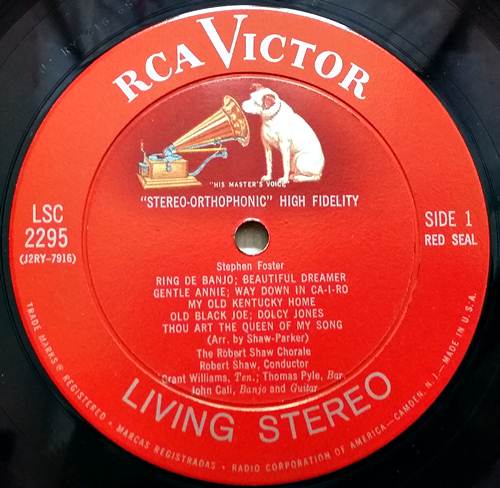 RCA VICTOR
"HIS MASTER'S VOICE"
"STEREO-ORTHOPHONIC" HIGH FIDELITY
LSC
2295
(J2RY-7916)
SIDE 1
RED SEAL
Stephen Foster
RING DE BANJO; BEAUTIFUL DREAMER
GENTLE ANNIE; WAY DOWN IN CA-I-RO
MY OLD KENTUCKY HOME
OLD BLACK JOE; DOLCY JONES
THOU ART THE QUEEN OF MY SONG
(Arr. by Shaw-Parker)
The Robert Shaw Chorale
Robert Shaw, Conductor
Grant Williams, Ten.; Thomas Pyle, Bar.
John Cali, Banjo and Guitar
LIVING STEREO
TRADE MARKS ® REGISTERED • MARCAS REGISTRADAS • RADIO CORPORATION OF AMERICA—CAMDEN, N.J.—MADE IN U.S.A.